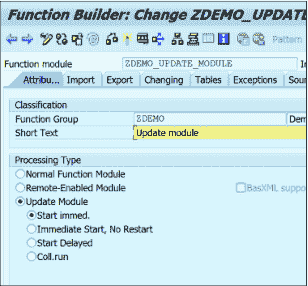 Function Builder: Change ZDEMO_UPDAT
Pattern
Function module ZDEMO_UPDATE_MODULE
Attribu... Import Export Changing Tables Exceptions Sour
Classification
Function Group ZDEMO Dem
Short Text Update module
Processing Type
Normal Function Module
Remote-Enabled Module BasXML suppo
Update Module
Start immed.
Immediate Start, No Restart
Start Delayed
Coll.run